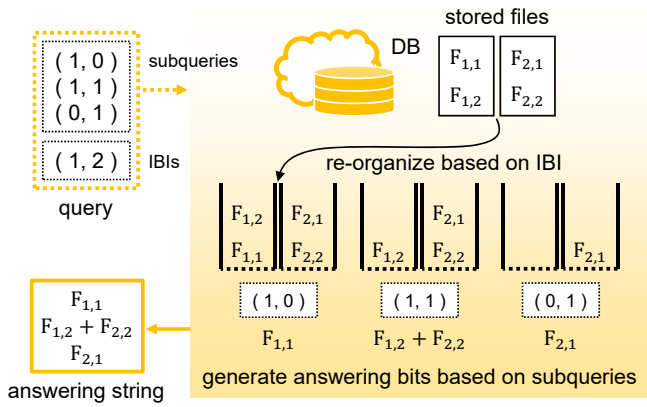 stored files
DB
( 1, 0 )
( 1, 1 )
( 0, 1 )
subqueries
( 1, 2 )
IBIs
query
F1,1 F2,1
F1,2 F2,2
re-organize based on IBI
F1,2 F2,1 F2,1
F1,1 F2,2 F1,2 F2,2 F2,1
( 1, 0 ) ( 1, 1 ) ( 0, 1 )
F1,1 F1,2 + F2,2 F2,1
generate answering bits based on subqueries
F1,1
F1,2 + F2,2
F2,1
answering string